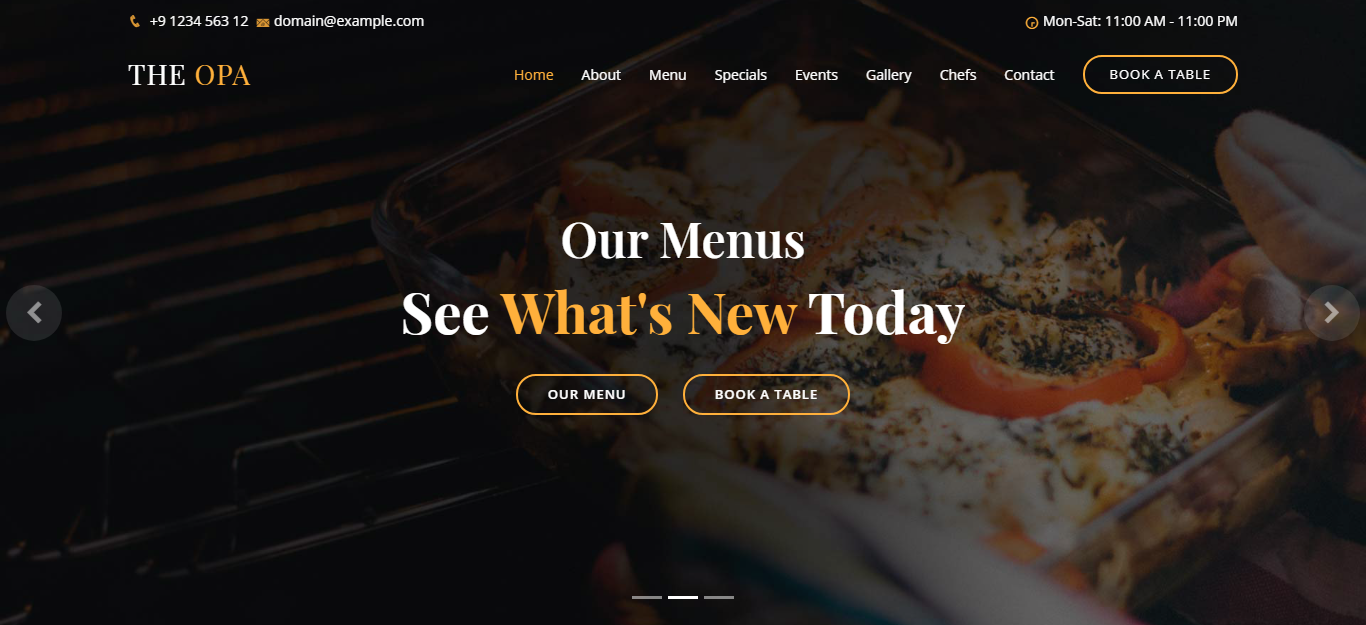 +9 1234 563 12 domain@example.com Mon-Sat: 11:00 AM - 11:00 PM
THE OPA Home About Menu Specials Events Gallery Chefs Contact BOOK A TABLE
Our Menus
See What's New Today
OUR MENU BOOK A TABLE